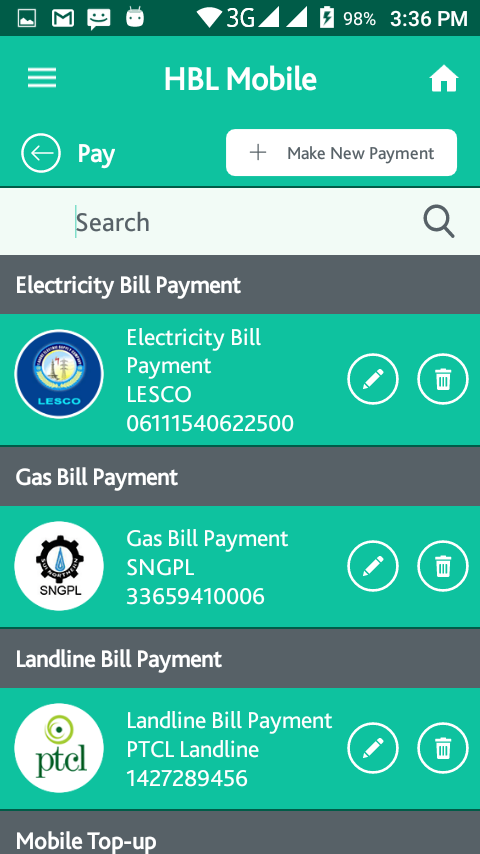 3G 98% 3:36 PM
HBL Mobile
Pay
Make New Payment
Search
Electricity Bill Payment
Electricity Bill
Payment
LESCO
06111540622500
LESCO
Gas Bill Payment
Gas Bill Payment
SNGPL
33659410006
SNGPL
Landline Bill Payment
Landline Bill Payment
PTCL Landline
1427289456
ptcl
Mobile Top-up